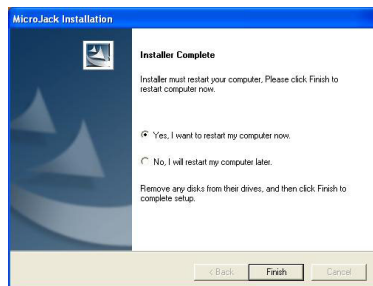 MicroJack Installation
Installer Complete
Installer must restart your computer, Please click Finish to
restart computer now.
Yes, I want to restart my computer now.
No, I will restart my computer later.
Remove any disks from their drives, and then click Finish to
complete setup.
< Back Finish Cancel